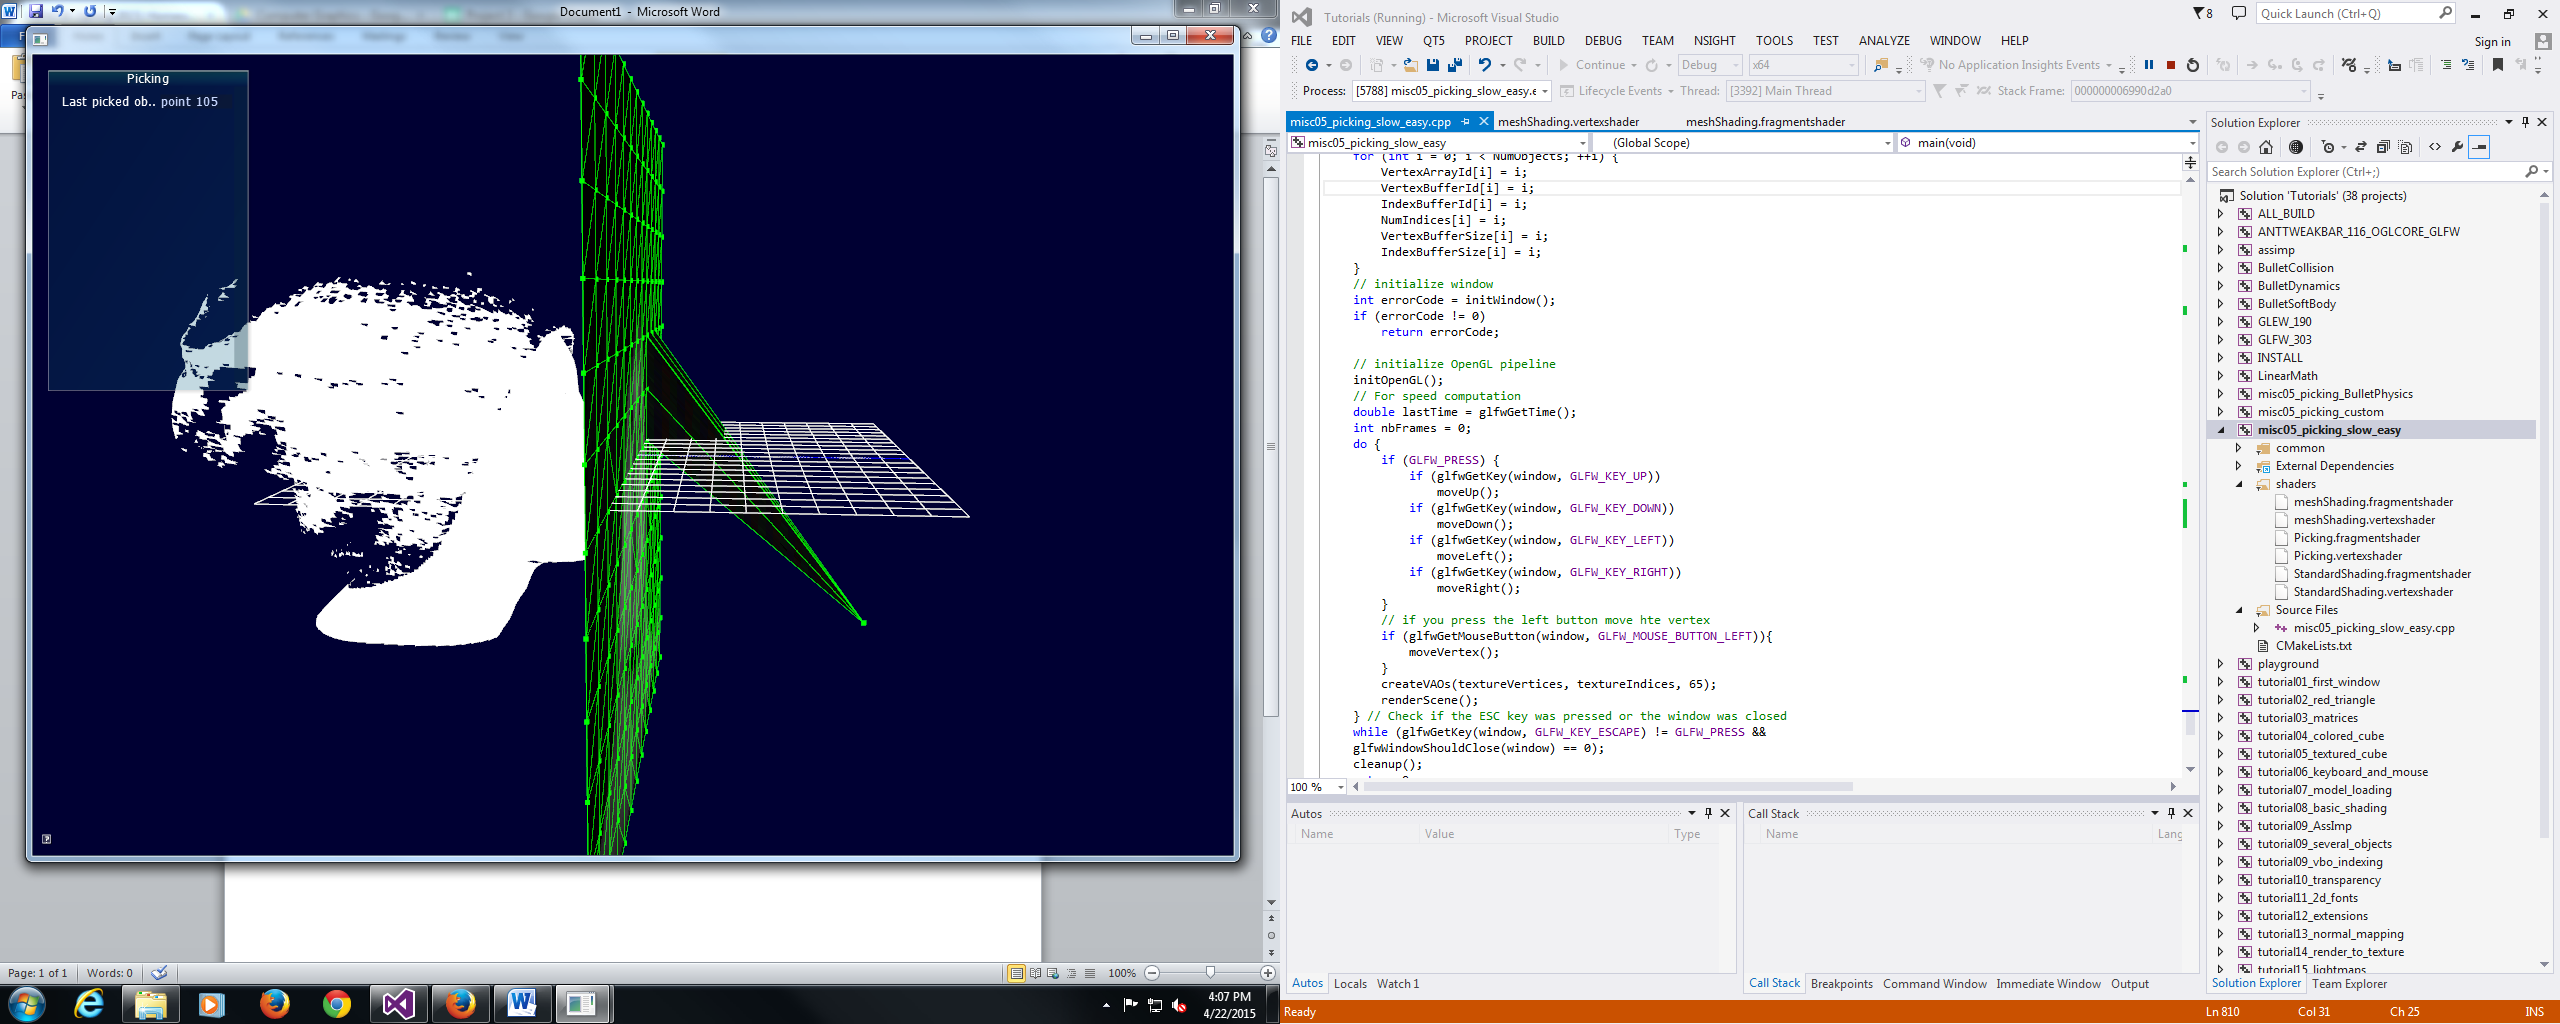 Document1 - Microsoft Word
Picking
Last picked ob.. point 105
Page: 1 of 1
Words: 0
100%
4:07 PM
4/22/2015
Tutorials (Running) - Microsoft Visual Studio
8
Quick Launch (Ctrl+Q)
FILE EDIT VIEW QT5 PROJECT BUILD DEBUG TEAM NSIGHT TOOLS TEST ANALYZE WINDOW HELP
Sign in
Continue
Debug
x64
No Application Insights Events
Process: [5788] misc05_picking_slow_easy.e
Lifecycle Events
Thread: [3392] Main Thread
Stack Frame: 000000006990d2a0
misc05_picking_slow_easy.cpp
meshShading.vertexshader
meshShading.fragmentshader
misc05_picking_slow_easy
(Global Scope)
main(void)
for (int i = 0; i < NumObjects; ++i) {
VertexArrayId[i] = i;
VertexBufferId[i] = i;
IndexBufferId[i] = i;
NumIndices[i] = i;
VertexBufferSize[i] = i;
IndexBufferSize[i] = i;
}
// initialize window
int errorCode = initWindow();
if (errorCode != 0)
return errorCode;
// initialize OpenGL pipeline
initOpenGL();
// For speed computation
double lastTime = glfwGetTime();
int nbFrames = 0;
do {
if (GLFW_PRESS) {
if (glfwGetKey(window, GLFW_KEY_UP))
moveUp();
if (glfwGetKey(window, GLFW_KEY_DOWN))
moveDown();
if (glfwGetKey(window, GLFW_KEY_LEFT))
moveLeft();
if (glfwGetKey(window, GLFW_KEY_RIGHT))
moveRight();
}
// if you press the left button move hte vertex
if (glfwGetMouseButton(window, GLFW_MOUSE_BUTTON_LEFT)){
moveVertex();
}
createVAOs(textureVertices, textureIndices, 65);
renderScene();
} // Check if the ESC key was pressed or the window was closed
while (glfwGetKey(window, GLFW_KEY_ESCAPE) != GLFW_PRESS &&
glfwWindowShouldClose(window) == 0);
cleanup();
100 %
Autos
Name Value Type
Autos Locals Watch 1
Call Stack
Name Lang
Call Stack Breakpoints Command Window Immediate Window Output
Solution Explorer
Search Solution Explorer (Ctrl+;)
Solution 'Tutorials' (38 projects)
ALL_BUILD
ANTTWEAKBAR_116_OGLCORE_GLFW
assimp
BulletCollision
BulletDynamics
BulletSoftBody
GLEW_190
GLFW_303
INSTALL
LinearMath
misc05_picking_BulletPhysics
misc05_picking_custom
misc05_picking_slow_easy
common
External Dependencies
shaders
meshShading.fragmentshader
meshShading.vertexshader
Picking.fragmentshader
Picking.vertexshader
StandardShading.fragmentshader
StandardShading.vertexshader
Source Files
misc05_picking_slow_easy.cpp
CMakeLists.txt
playground
tutorial01_first_window
tutorial02_red_triangle
tutorial03_matrices
tutorial04_colored_cube
tutorial05_textured_cube
tutorial06_keyboard_and_mouse
tutorial07_model_loading
tutorial08_basic_shading
tutorial09_AssImp
tutorial09_several_objects
tutorial09_vbo_indexing
tutorial10_transparency
tutorial11_2d_fonts
tutorial12_extensions
tutorial13_normal_mapping
tutorial14_render_to_texture
tutorial15_lightmaps
Solution Explorer Team Explorer
Ready
Ln 810 Col 31 Ch 25 INS